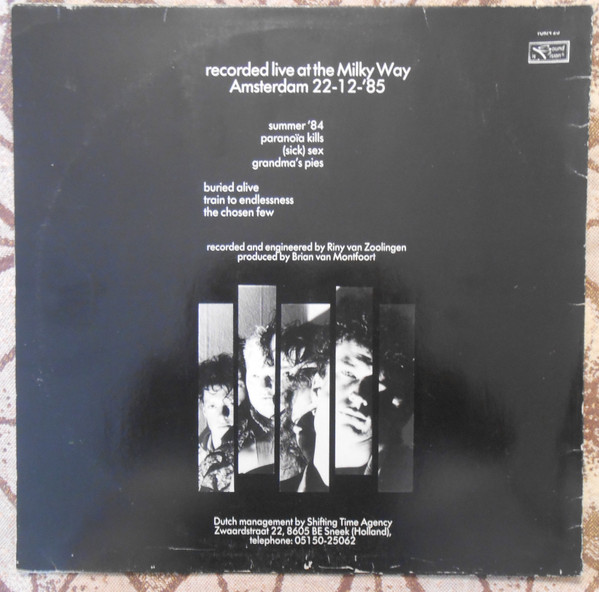 recorded live at the Milky Way
Amsterdam 22-12-'85
summer '84
paranoïa kills
(sick) sex
grandma's pies
buried alive
train to endlessness
the chosen few
recorded and engineered by Riny van Zoolingen
produced by Brian van Montfoort
Dutch management by Shifting Time Agency
Zwaardstraat 22, 8605 BE Sneek (Holland),
telephone: 05150-25062